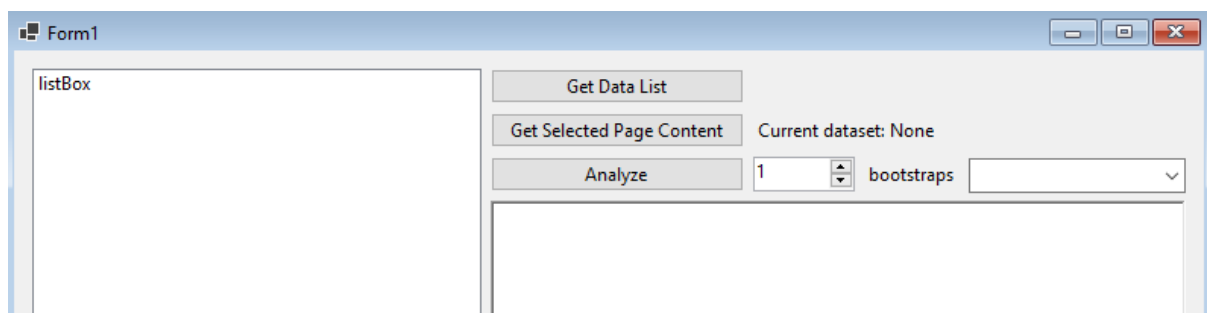 Form1
listBox
Get Data List
Get Selected Page Content
Current dataset: None
Analyze
1
bootstraps